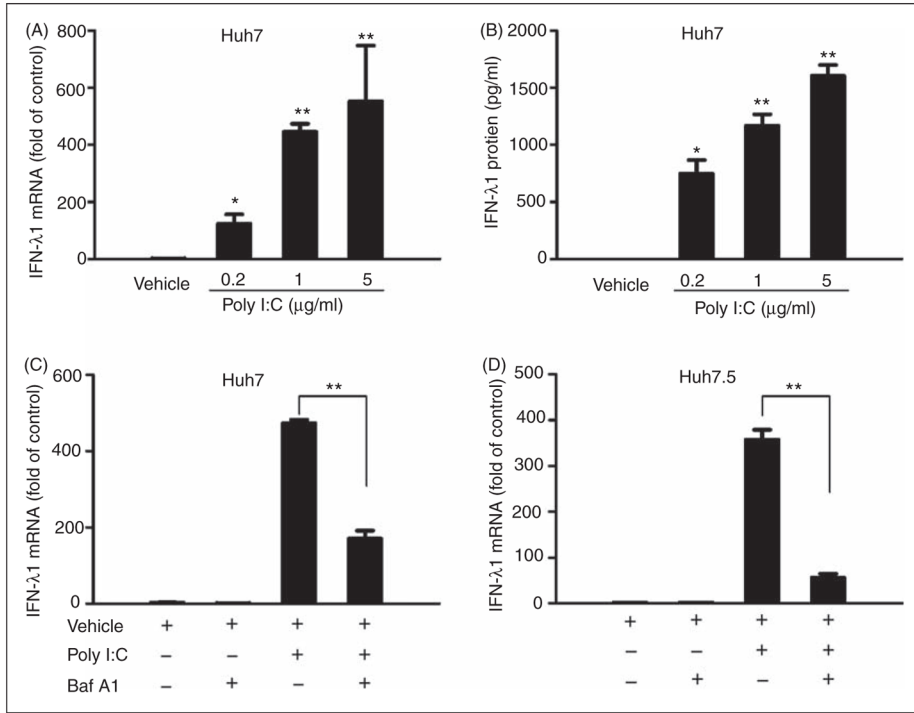 (A)
Huh7
IFN-λ1 mRNA (fold of control)
800
600
400
200
0
*
**
**
Vehicle 0.2 1 5
Poly I:C (μg/ml)
(B)
Huh7
IFN-λ1 protien (pg/ml)
2000
1500
1000
500
0
*
**
**
Vehicle 0.2 1 5
Poly I:C (μg/ml)
(C)
Huh7
IFN-λ1 mRNA (fold of control)
600
400
200
0
**
Vehicle + + + +
Poly I:C – – + +
Baf A1 – + – +
(D)
Huh7.5
IFN-λ1 mRNA (fold of control)
500
400
300
200
100
0
**
+ + + +
– – + +
– + – +